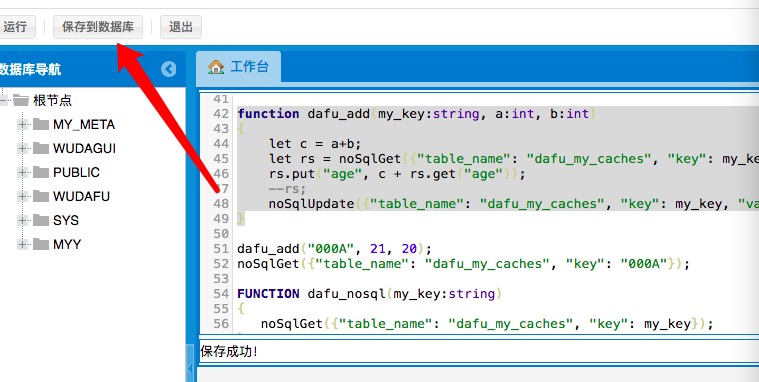 运行 保存到数据库 退出
数据库导航
工作台
根节点
MY_META
WUDAGUI
PUBLIC
WUDAFU
SYS
MYY
41
42 function dafu_add(my_key:string, a:int, b:int)
43 {
44 let c = a+b;
45 let rs = noSqlGet({"table_name": "dafu_my_caches", "key": my_ke
46 rs.put("age", c + rs.get("age"));
47 --rs;
48 noSqlUpdate({"table_name": "dafu_my_caches", "key": my_key, "va
49 }
50
51 dafu_add("000A", 21, 20);
52 noSqlGet({"table_name": "dafu_my_caches", "key": "000A"});
53
54 FUNCTION dafu_nosql(my_key:string)
55 {
56 noSqlGet({"table_name": "dafu_my_caches", "key": my_key});
保存成功!